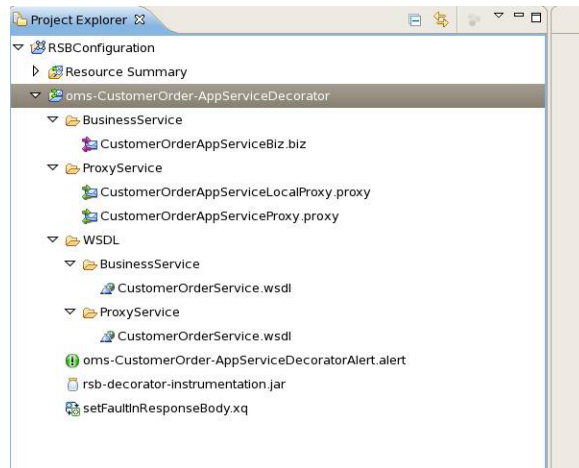 Project Explorer
RSBConfiguration
Resource Summary
oms-CustomerOrder-AppServiceDecorator
BusinessService
CustomerOrderAppServiceBiz.biz
ProxyService
CustomerOrderAppServiceLocalProxy.proxy
CustomerOrderAppServiceProxy.proxy
WSDL
BusinessService
CustomerOrderService.wsdl
ProxyService
CustomerOrderService.wsdl
oms-CustomerOrder-AppServiceDecoratorAlert.alert
rsb-decorator-instrumentation.jar
setFaultInResponseBody.xq